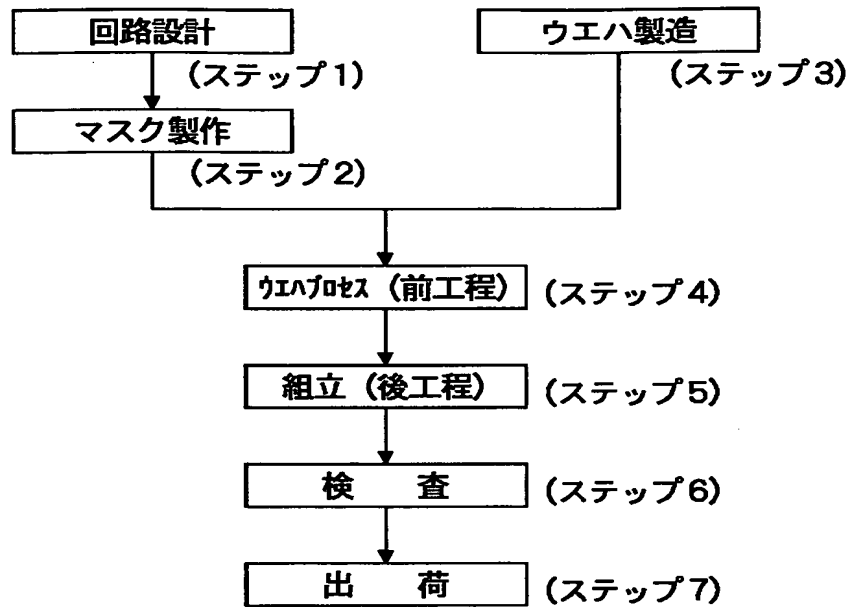 回路設計
ウエハ製造
(ステップ1)
(ステップ3)
マスク製作
(ステップ2)
ｳｴﾊﾌﾟﾛｾｽ (前工程)
(ステップ4)
組立 (後工程)
(ステップ5)
検　査
(ステップ6)
出　荷
(ステップ7)